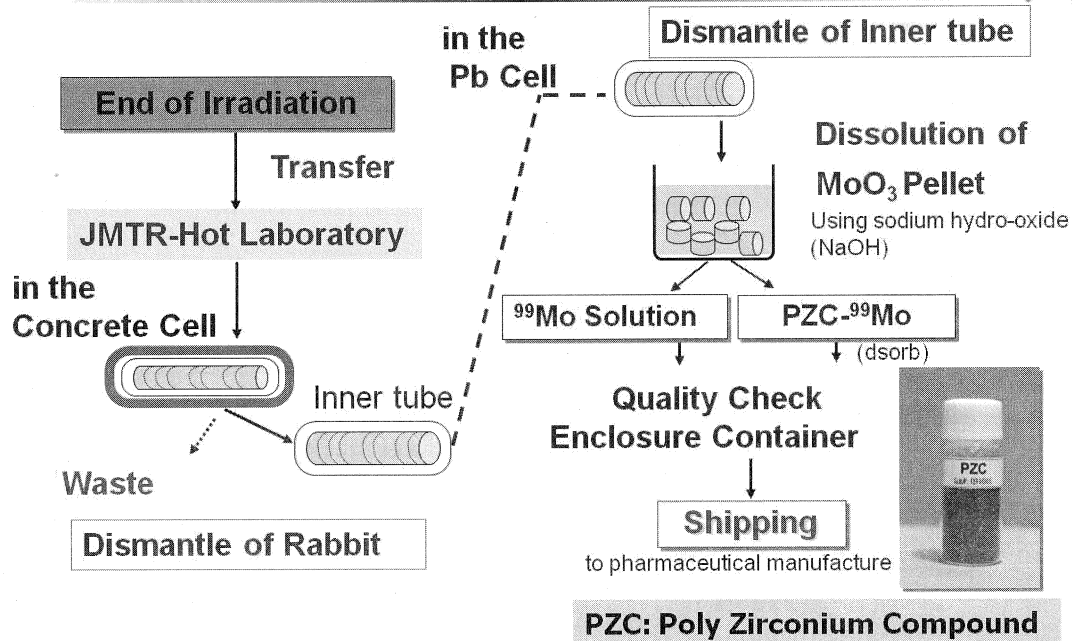 End of Irradiation
Transfer
JMTR-Hot Laboratory
in the
Concrete Cell
Inner tube
Waste
Dismantle of Rabbit
in the
Pb Cell
Dismantle of Inner tube
Dissolution of
MoO₃ Pellet
Using sodium hydro-oxide
(NaOH)
⁹⁹Mo Solution
PZC-⁹⁹Mo
(dsorb)
Quality Check
Enclosure Container
Shipping
to pharmaceutical manufacture
PZC
PZC: Poly Zirconium Compound